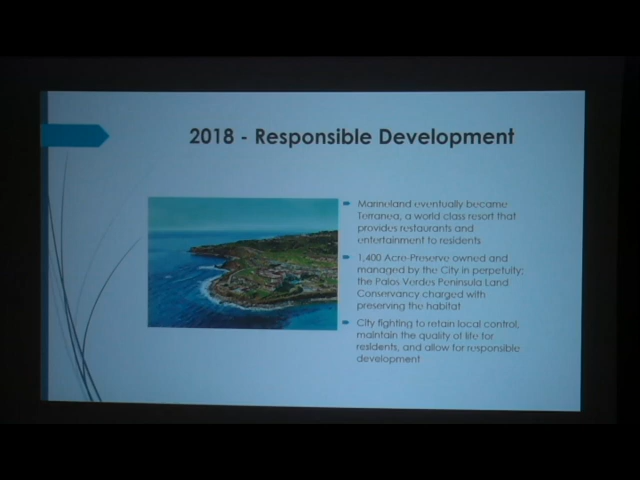 2018 - Responsible Development
Marineland eventually became
Terranea, a world class resort that
provides restaurants and
entertainment to residents
1,400 Acre-Preserve owned and
managed by the City in perpetuity;
the Palos Verdes Peninsula Land
Conservancy charged with
preserving the habitat
City fighting to retain local control,
maintain the quality of life for
residents, and allow for responsible
development